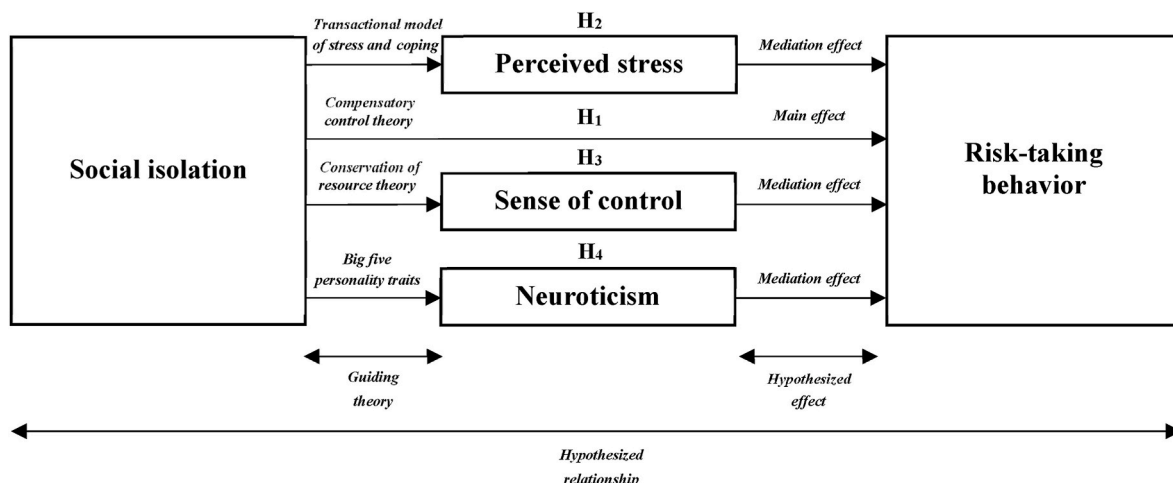 Social isolation
Transactional model
of stress and coping
H2
Perceived stress
Mediation effect
Compensatory
control theory
H1
Main effect
Conservation of
resource theory
H3
Sense of control
Mediation effect
Big five
personality traits
H4
Neuroticism
Mediation effect
Risk-taking
behavior
Guiding
theory
Hypothesized
effect
Hypothesized
relationship